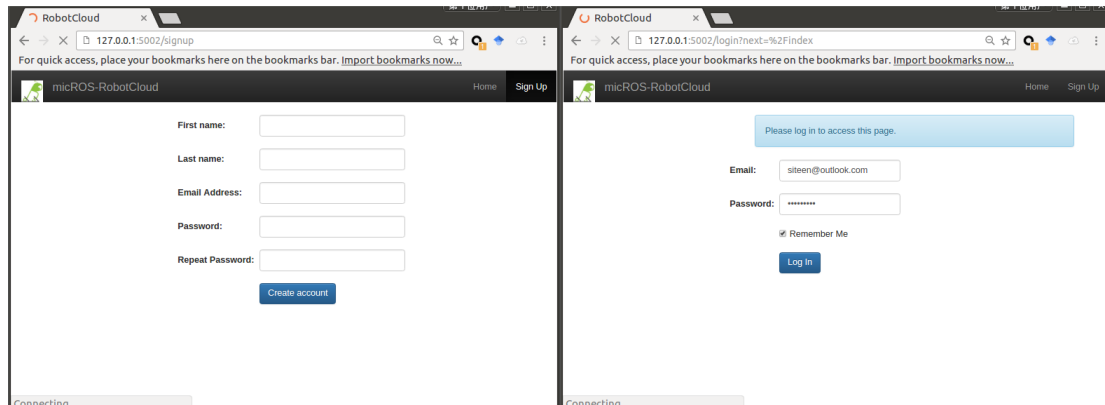 RobotCloud
127.0.0.1:5002/signup
For quick access, place your bookmarks here on the bookmarks bar. Import bookmarks now...
micROS-RobotCloud
Home
Sign Up
First name:
Last name:
Email Address:
Password:
Repeat Password:
Create account
Connecting
RobotCloud
127.0.0.1:5002/login?next=%2Findex
For quick access, place your bookmarks here on the bookmarks bar. Import bookmarks now...
micROS-RobotCloud
Home
Sign Up
Please log in to access this page.
Email:
siteen@outlook.com
Password:
•••••••••
Remember Me
Log In
Connecting